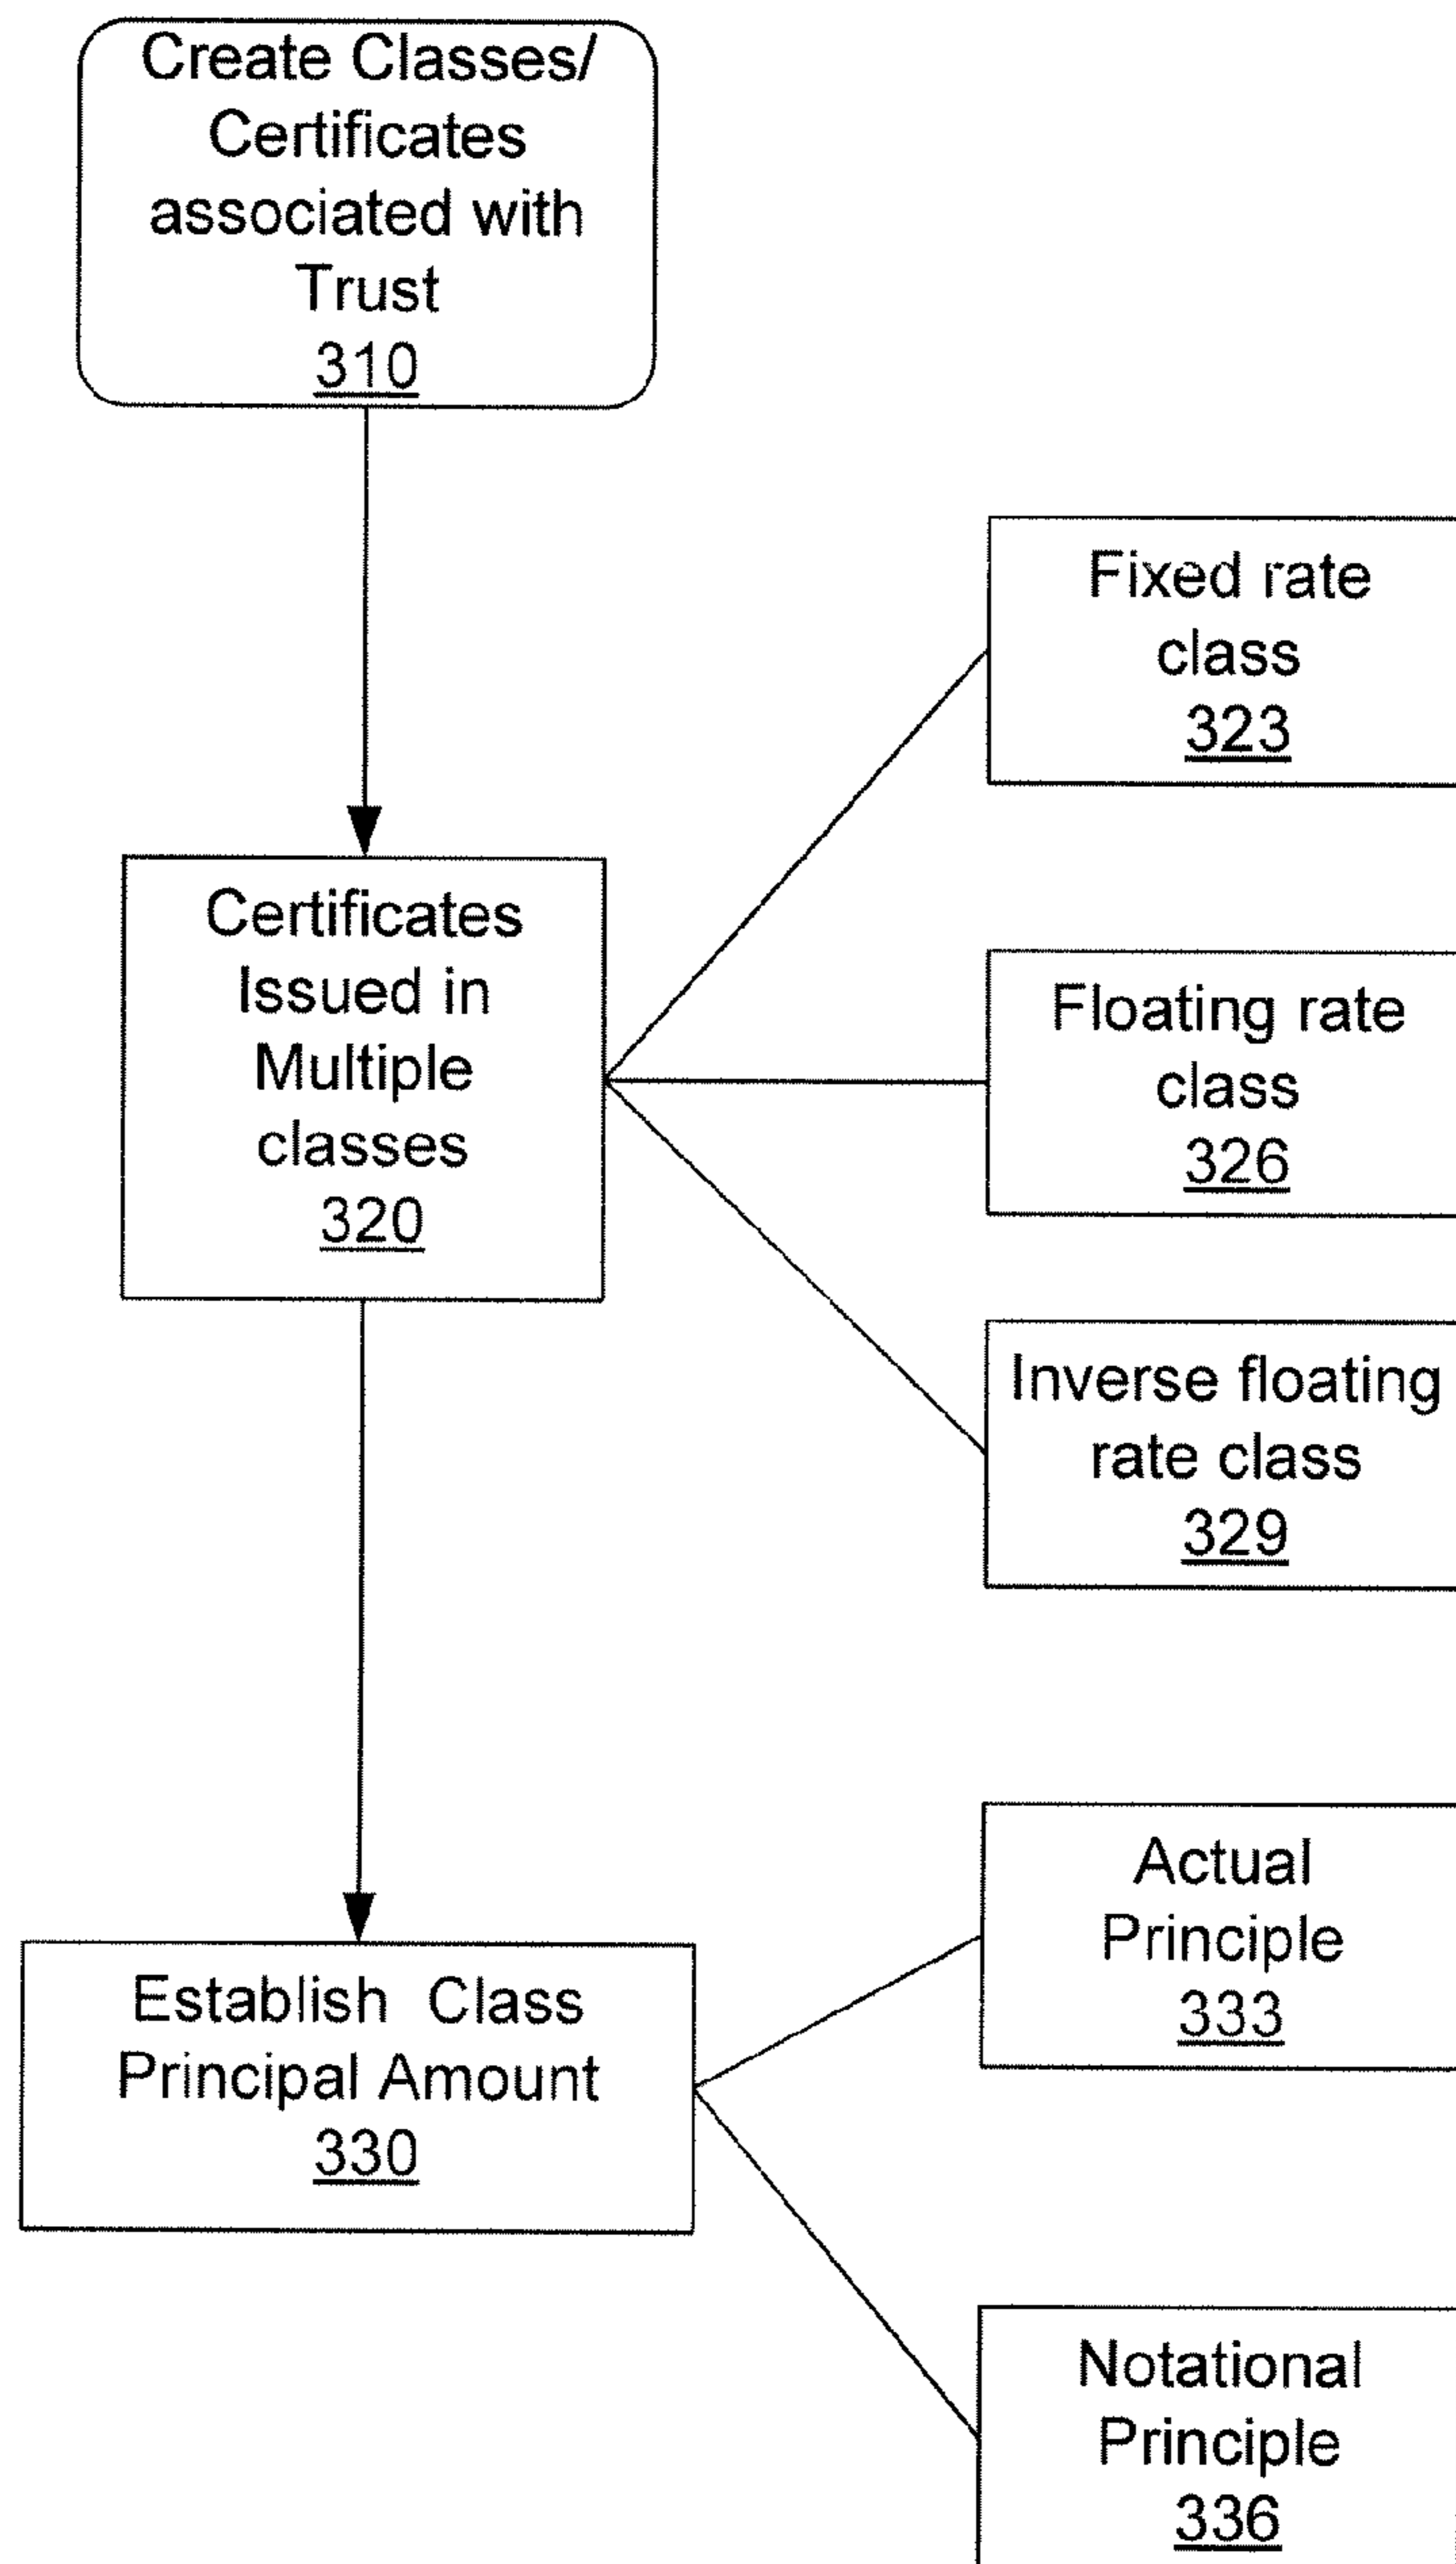 Create Classes/
Certificates
associated with
Trust
310
Fixed rate
class
323
Certificates
Issued in
Multiple
classes
320
Floating rate
class
326
Inverse floating
rate class
329
Actual
Principle
333
Establish Class
Principal Amount
330
Notational
Principle
336